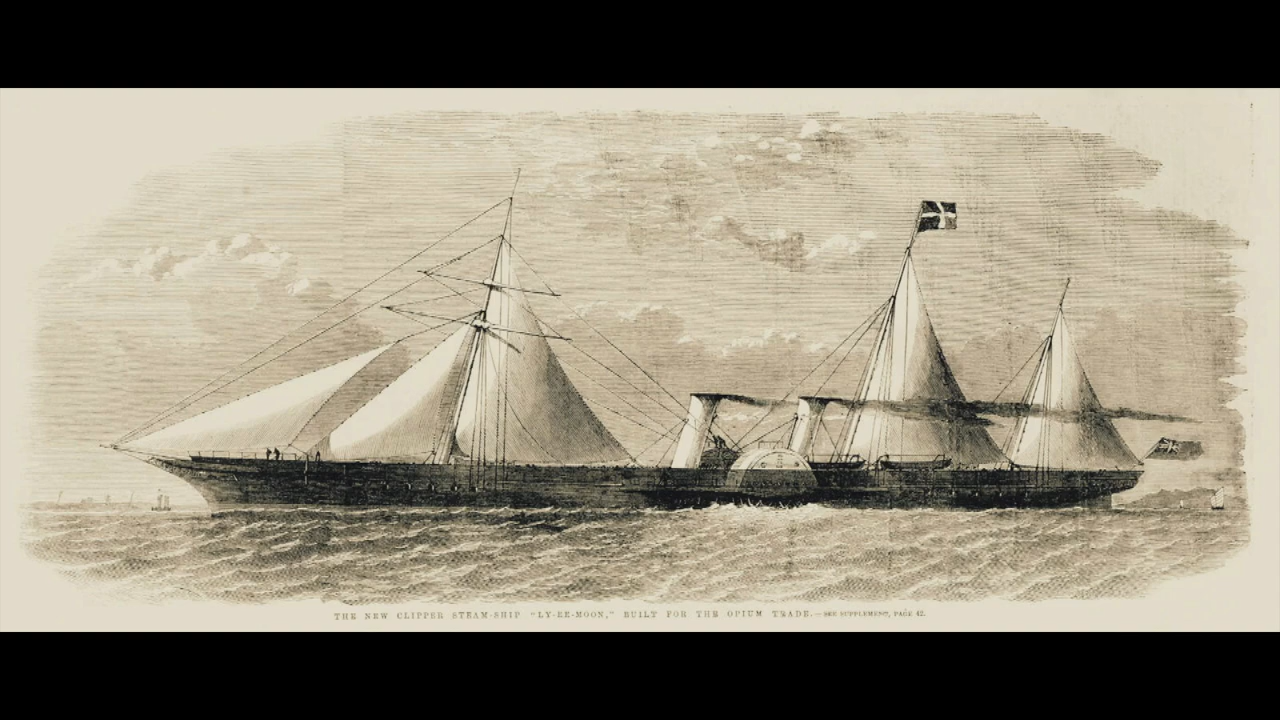 THE NEW CLIPPER STEAM-SHIP "LY-EE-MOON," BUILT FOR THE OPIUM TRADE.—SEE SUPPLEMENT, PAGE 42.